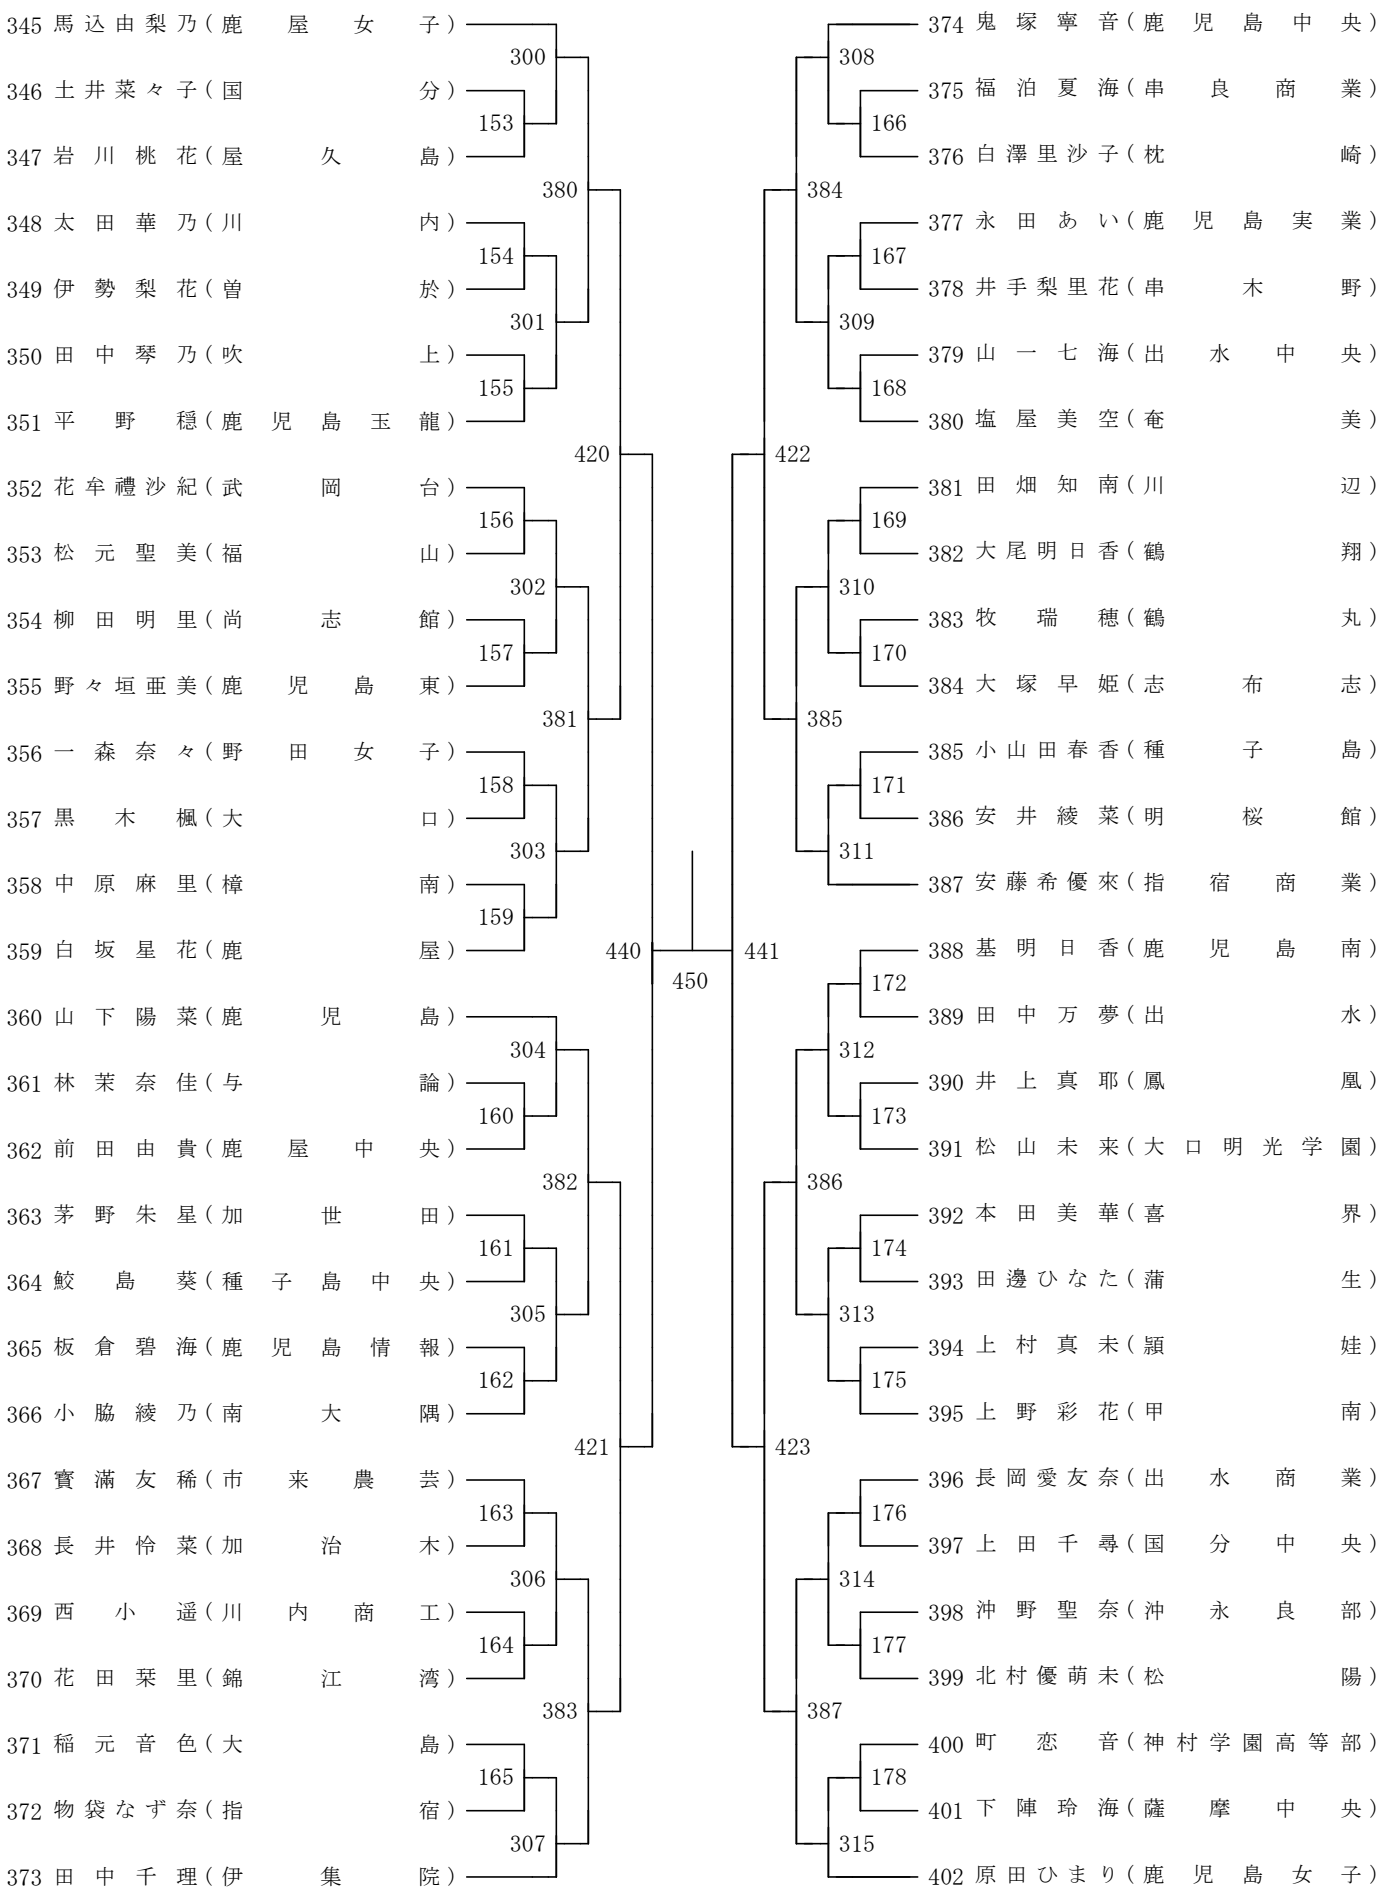 345 馬込由梨乃(鹿屋女子)
300
346 土井菜々子(国分)
153
347 岩川桃花(屋久島)
380
348 太田華乃(川内)
154
349 伊勢梨花(曽於)
301
350 田中琴乃(吹上)
155
351 平野穏(鹿児島玉龍)
420
352 花牟禮沙紀(武岡台)
156
353 松元聖美(福山)
302
354 柳田明里(尚志館)
157
355 野々垣亜美(鹿児島東)
381
356 一森奈々(野田女子)
158
357 黒木楓(大口)
303
358 中原麻里(樟南)
159
359 白坂星花(鹿屋)
440
450
360 山下陽菜(鹿児島)
304
361 林茉奈佳(与論)
160
362 前田由貴(鹿屋中央)
382
363 茅野朱星(加世田)
161
364 鮫島葵(種子島中央)
305
365 板倉碧海(鹿児島情報)
162
366 小脇綾乃(南大隅)
421
367 寳満友稀(市来農芸)
163
368 長井怜菜(加治木)
306
369 西小遥(川内商工)
164
370 花田栞里(錦江湾)
383
371 稲元音色(大島)
165
372 物袋なず奈(指宿)
307
373 田中千理(伊集院)
374 鬼塚寧音(鹿児島中央)
308
375 福泊夏海(串良商業)
166
376 白澤里沙子(枕崎)
384
377 永田あい(鹿児島実業)
167
378 井手梨里花(串木野)
309
379 山一七海(出水中央)
168
380 塩屋美空(奄美)
422
381 田畑知南(川辺)
169
382 大尾明日香(鶴翔)
310
383 牧瑞穂(鶴丸)
170
384 大塚早姫(志布志)
385
385 小山田春香(種子島)
171
386 安井綾菜(明桜館)
311
387 安藤希優來(指宿商業)
441
388 基明日香(鹿児島南)
172
389 田中万夢(出水)
312
390 井上真耶(鳳凰)
173
391 松山未来(大口明光学園)
386
392 本田美華(喜界)
174
393 田邊ひなた(蒲生)
313
394 上村真未(頴娃)
175
395 上野彩花(甲南)
423
396 長岡愛友奈(出水商業)
176
397 上田千尋(国分中央)
314
398 沖野聖奈(沖永良部)
177
399 北村優萌未(松陽)
387
400 町恋音(神村学園高等部)
178
401 下陣玲海(薩摩中央)
315
402 原田ひまり(鹿児島女子)